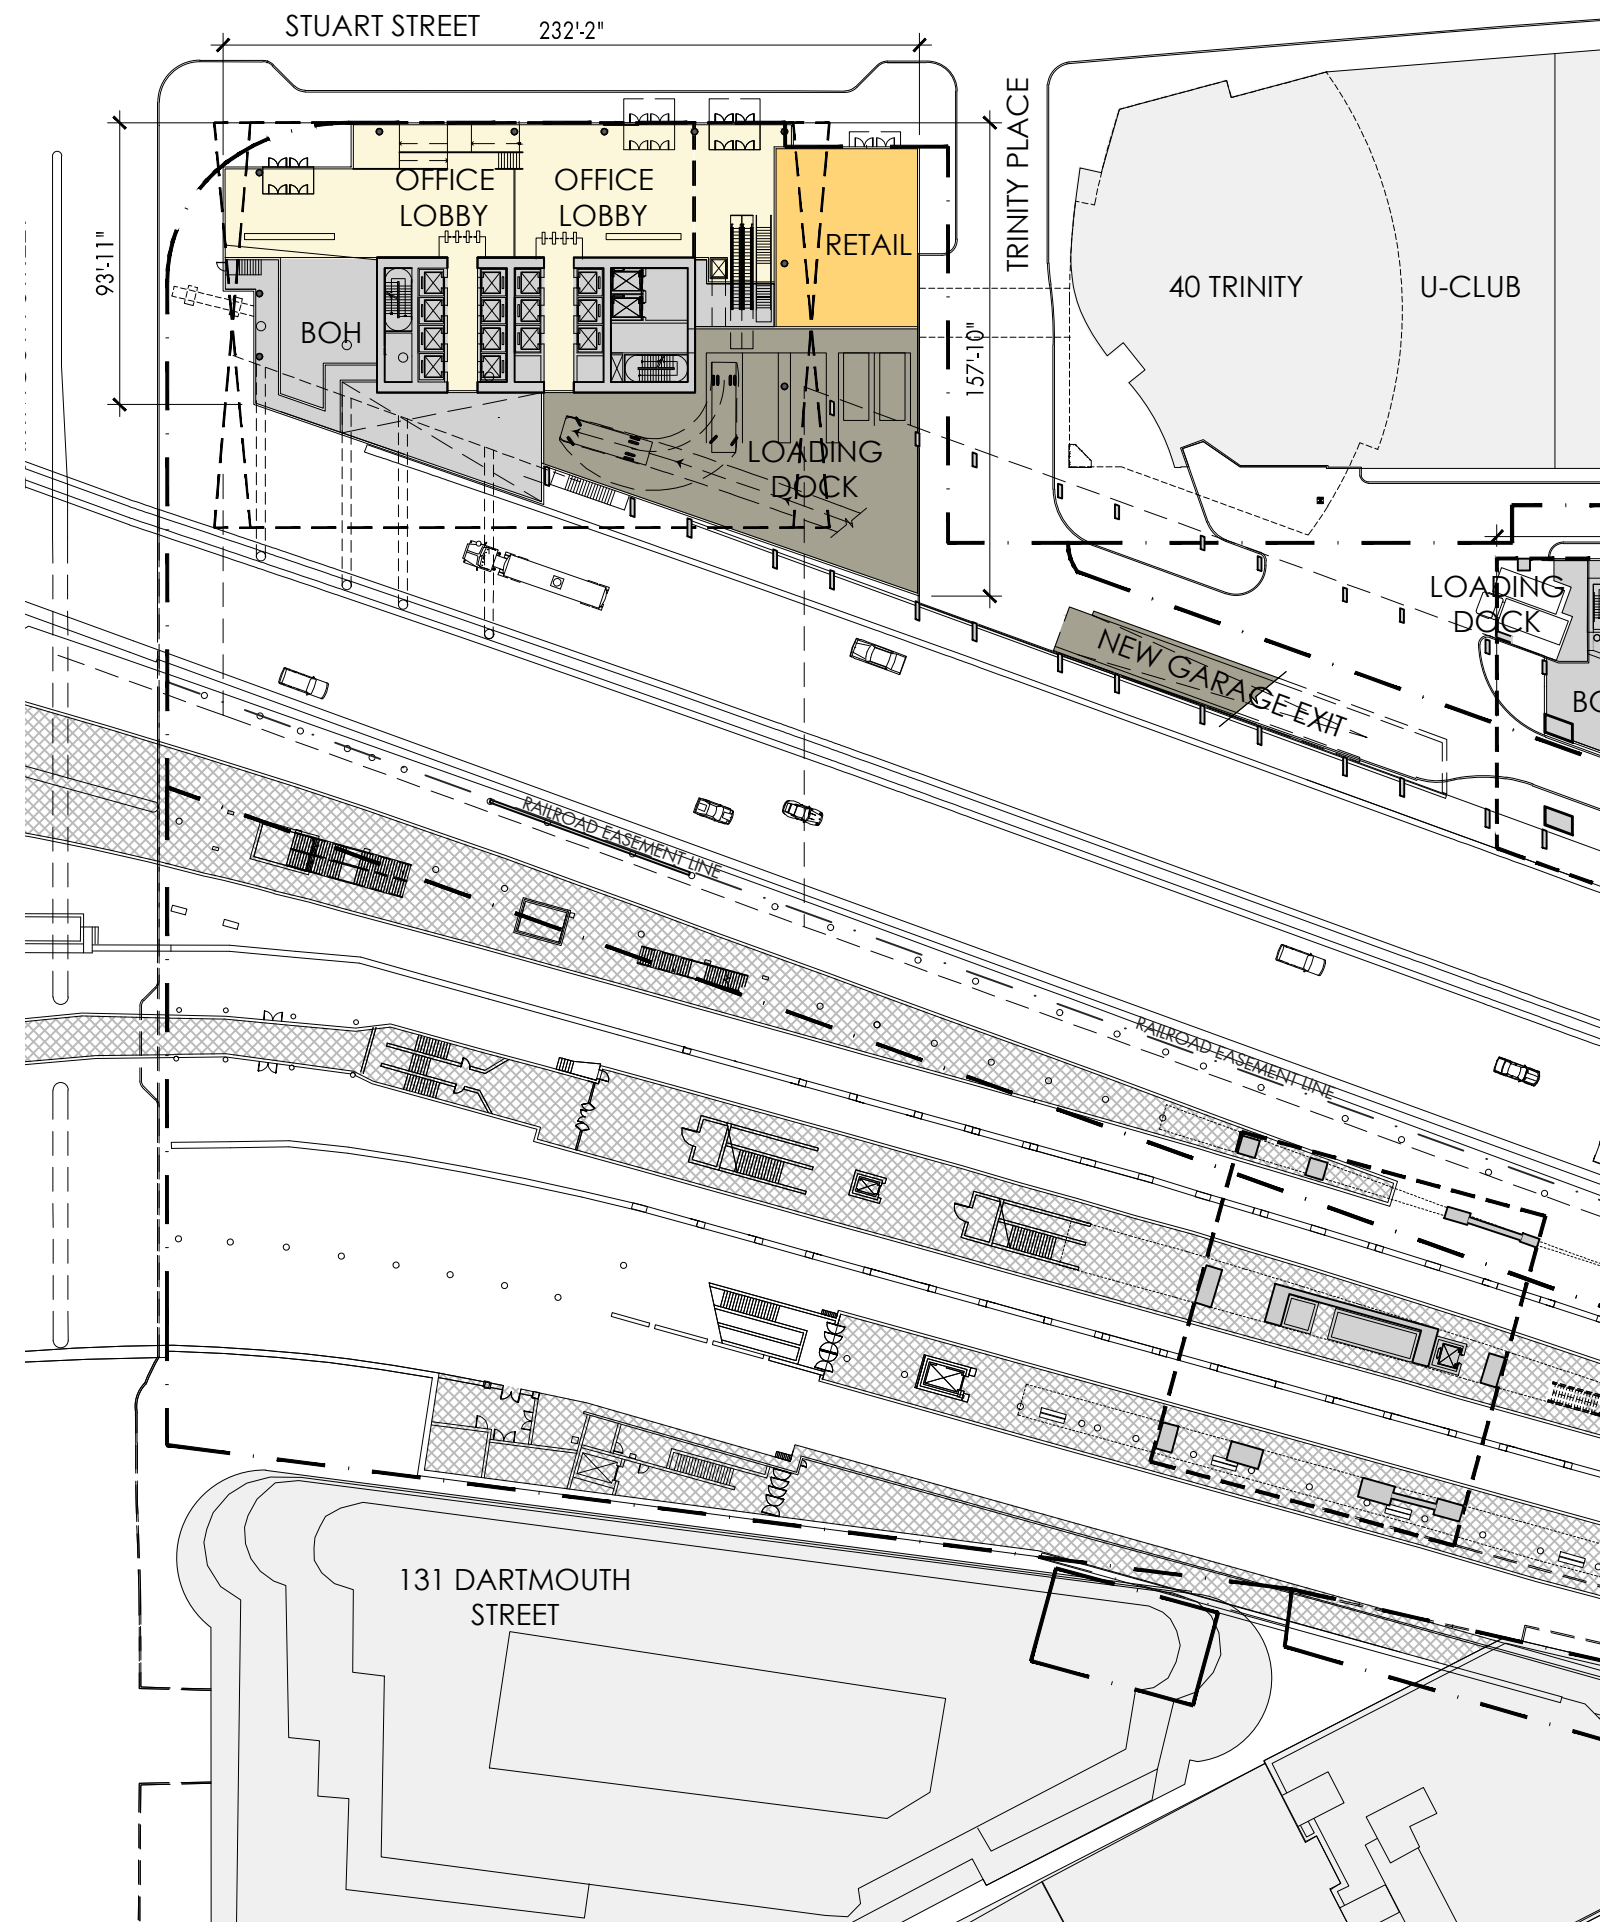 STUART STREET 232'-2"
TRINITY PLACE
93'-11"
OFFICE
LOBBY
OFFICE
LOBBY
RETAIL
BOH
157'-10"
40 TRINITY
U-CLUB
LOADING
DOCK
LOADING
DOCK
NEW GARAGE EXIT
BO
RAILROAD EASEMENT LINE
RAILROAD EASEMENT LINE
131 DARTMOUTH
STREET